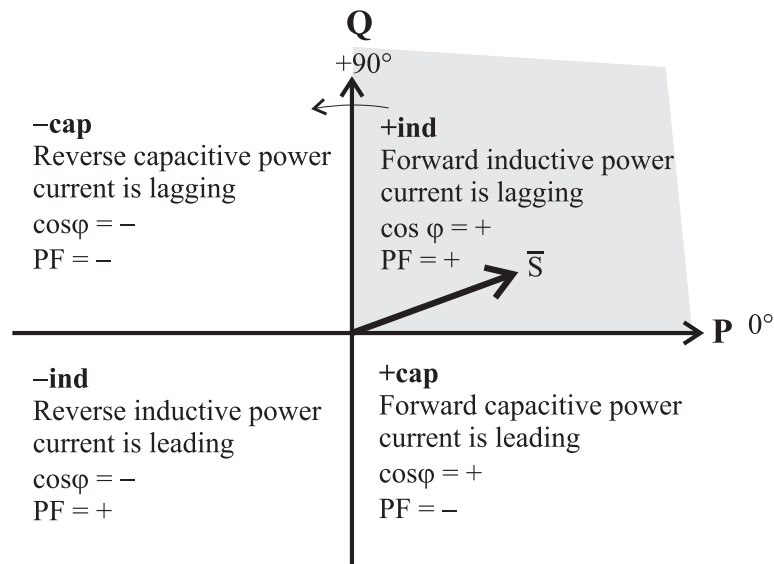 Q
+90°
–cap
Reverse capacitive power
current is lagging
cosφ = –
PF = –
+ind
Forward inductive power
current is lagging
cos φ = +
PF = +
S̅
P 0°
–ind
Reverse inductive power
current is leading
cosφ = –
PF = +
+cap
Forward capacitive power
current is leading
cosφ = +
PF = –